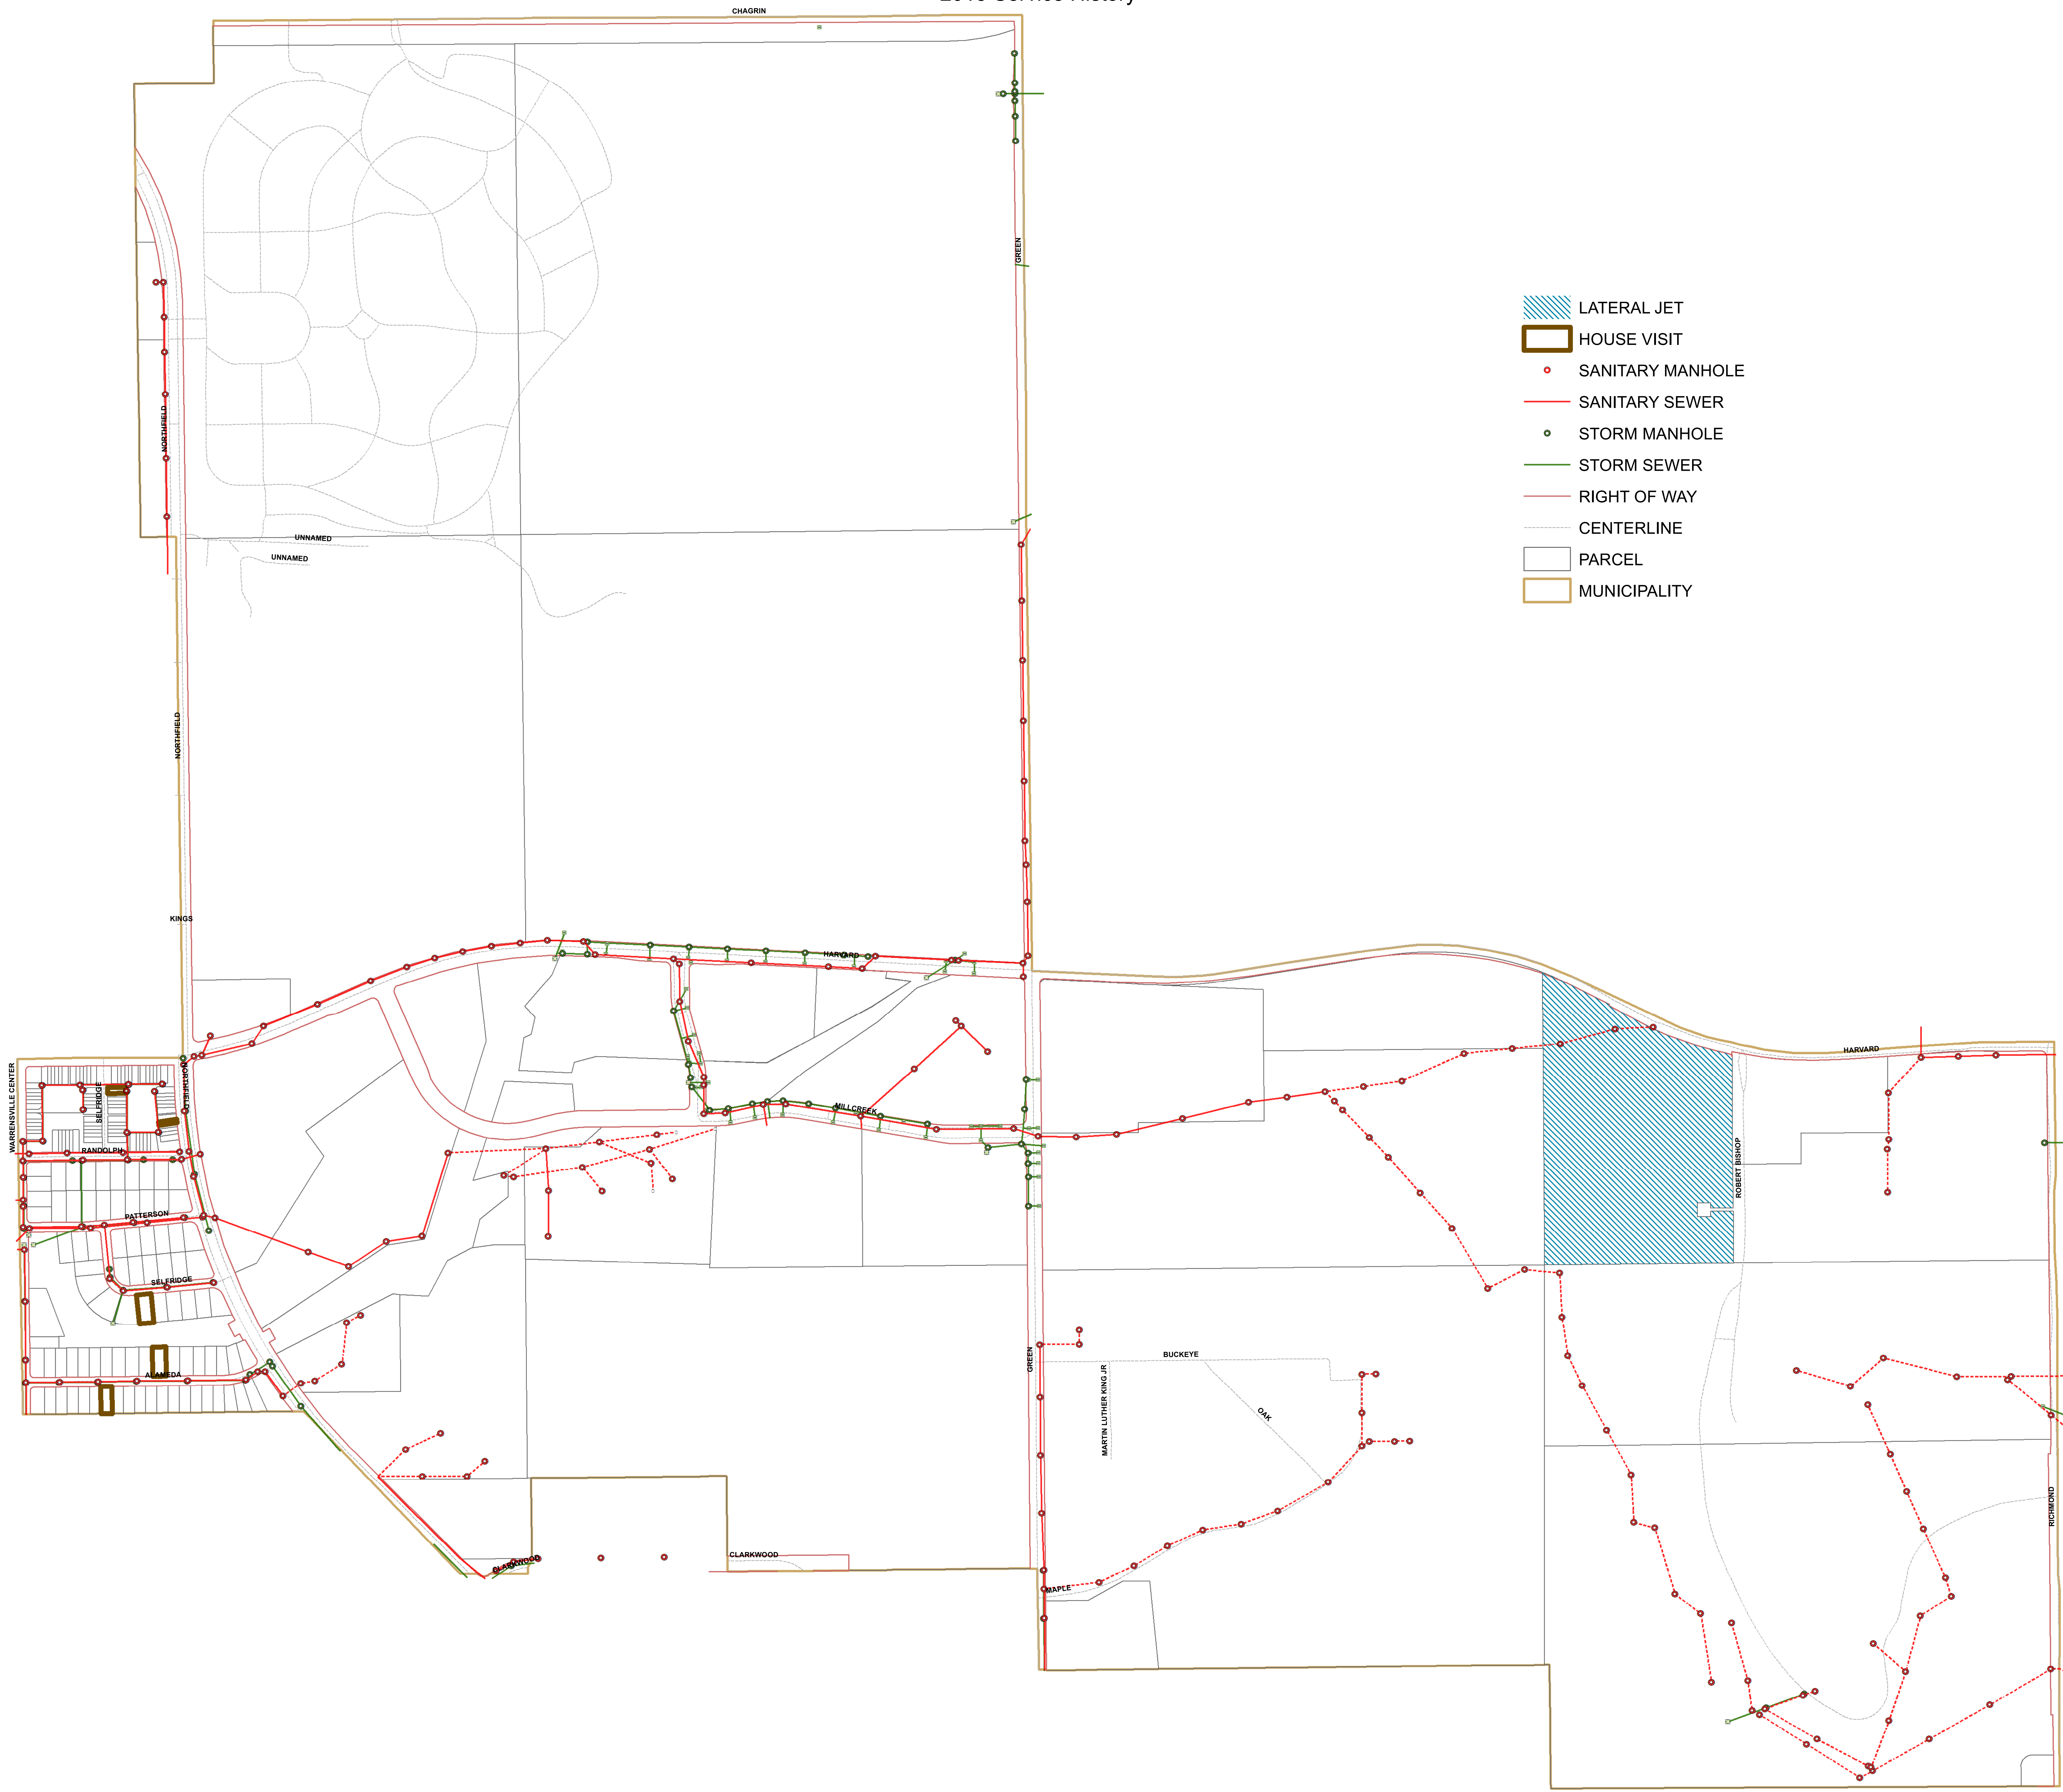 CHAGRIN
GREEN
LATERAL JET
HOUSE VISIT
SANITARY MANHOLE
SANITARY SEWER
STORM MANHOLE
STORM SEWER
RIGHT OF WAY
CENTERLINE
PARCEL
MUNICIPALITY
NORTHFIELD
UNNAMED
UNNAMED
NORTHFIELD
KINGS
HARVARD
HARVARD
WARRENSVILLE CENTER
SELFRIDGE
NORTHFIELD
MILLCREEK
RANDOLPH
ROBERT BISHOP
PATTERSON
SELFRIDGE
ALAMEDA
GREEN
BUCKEYE
MARTIN LUTHER KING JR
OAK
RICHMOND
CLARKWOOD
CLARKWOOD
MAPLE